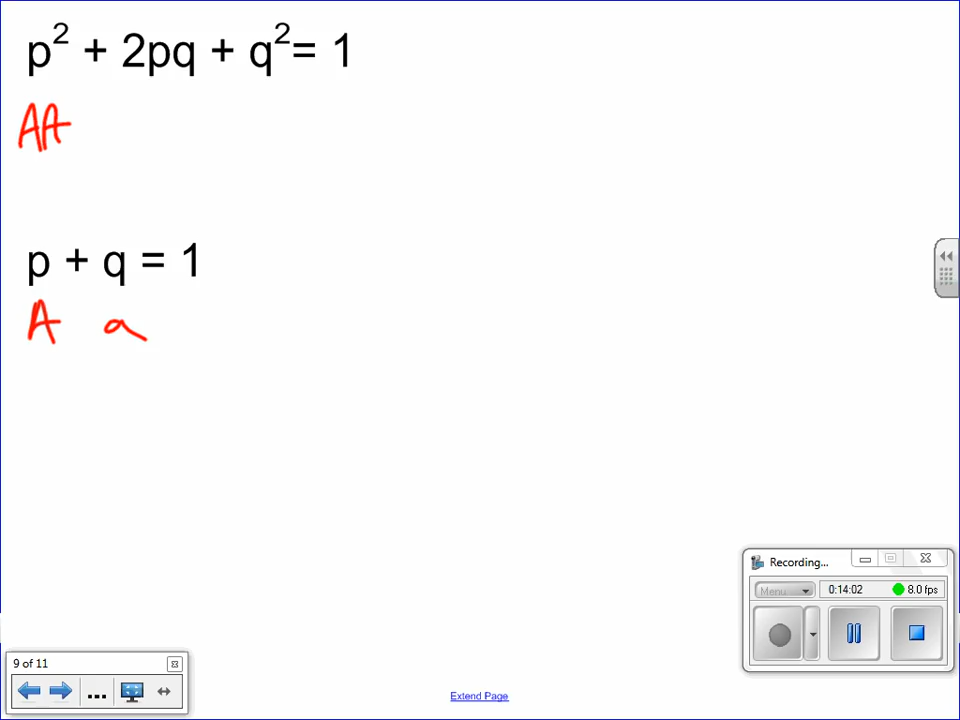 p² + 2pq + q²= 1
AA
p + q = 1
A a
Recording...
Menu 0:14:02 8.0 fps
9 of 11
...
Extend Page